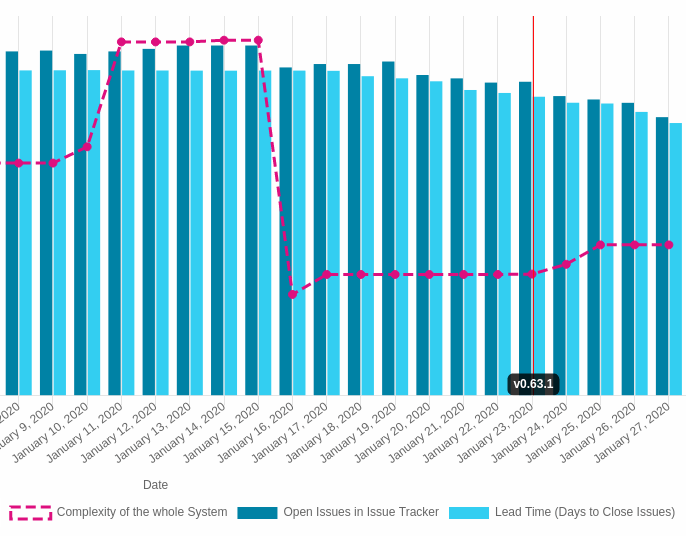 v0.63.1
2020
uary 9, 2020
January 10, 2020
January 11, 2020
January 12, 2020
January 13, 2020
January 14, 2020
January 15, 2020
January 16, 2020
January 17, 2020
January 18, 2020
January 19, 2020
January 20, 2020
January 21, 2020
January 22, 2020
January 23, 2020
January 24, 2020
January 25, 2020
January 26, 2020
January 27, 2020
Date
Complexity of the whole System Open Issues in Issue Tracker Lead Time (Days to Close Issues)